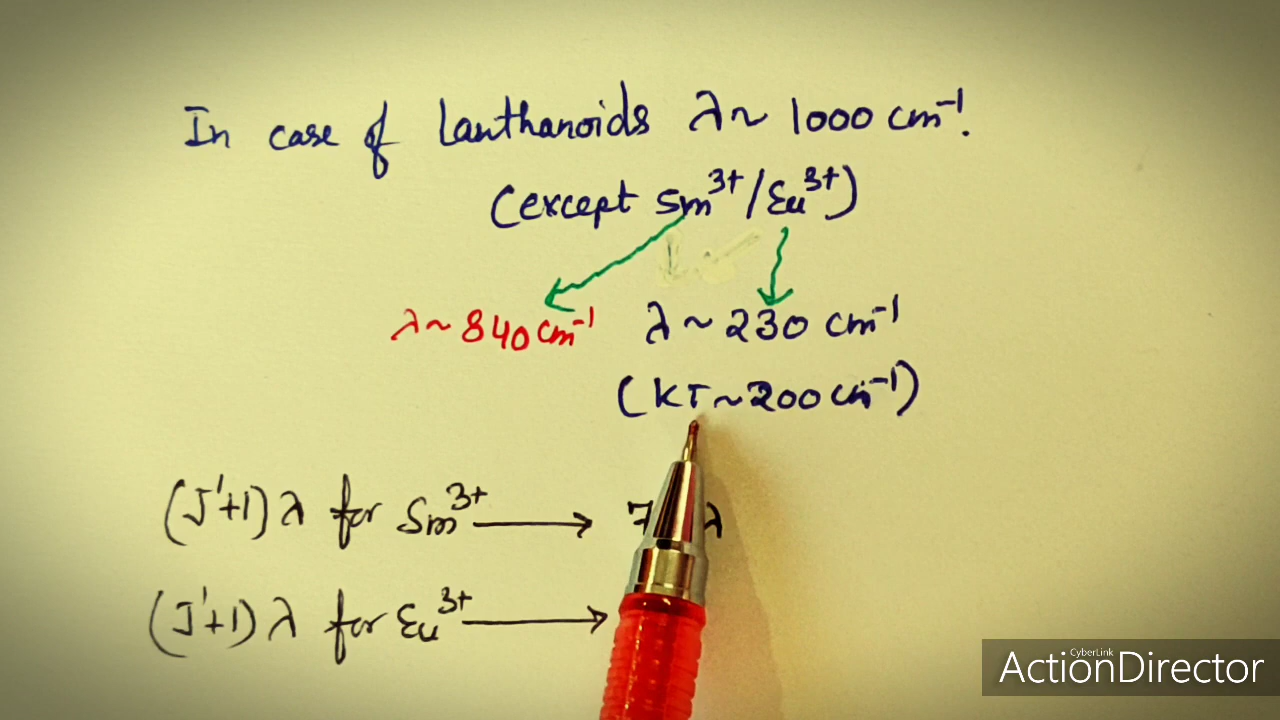 In case of Lanthanoids λ ~ 1000 cm⁻¹.
(except Sm³⁺/Eu³⁺)
λ ~ 840 cm⁻¹ λ ~ 230 cm⁻¹
(KT ~ 200 cm⁻¹)
(J'+1) λ for Sm³⁺ → 7 λ
(J'+1) λ for Eu³⁺ →
CyberLink
ActionDirector